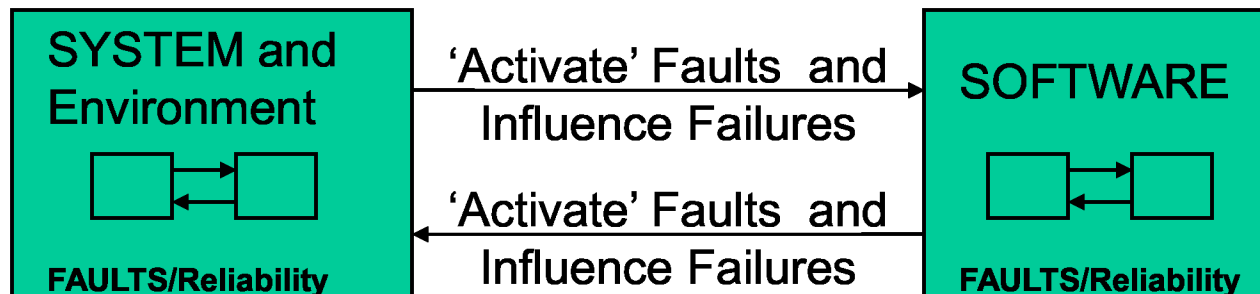 SYSTEM and
Environment
FAULTS/Reliability
‘Activate’ Faults and
Influence Failures
‘Activate’ Faults and
Influence Failures
SOFTWARE
FAULTS/Reliability